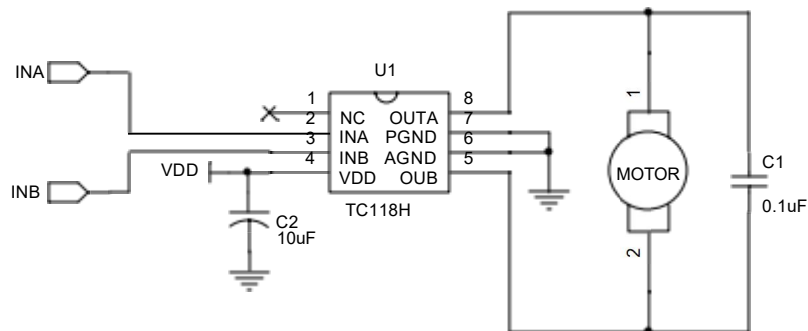 U1
INA
1
8
NC
OUTA
2
7
INA
PGND
3
6
INB
AGND
4
5
VDD
OUB
VDD
INB
TC118H
C2
10uF
1
MOTOR
2
C1
0.1uF